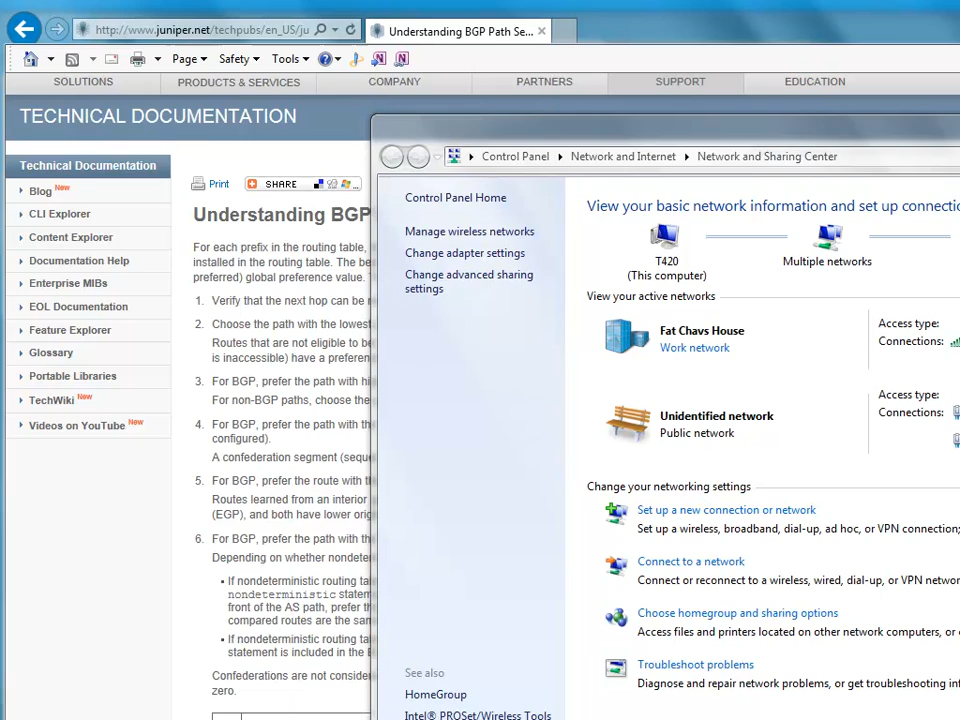 http://www.juniper.net/techpubs/en_US/ju
Understanding BGP Path Se...
Page
Safety
Tools
SOLUTIONS
PRODUCTS & SERVICES
COMPANY
PARTNERS
SUPPORT
EDUCATION
TECHNICAL DOCUMENTATION
Technical Documentation
Blog New
CLI Explorer
Content Explorer
Documentation Help
Enterprise MIBs
EOL Documentation
Feature Explorer
Glossary
Portable Libraries
TechWiki New
Videos on YouTube New
Print
SHARE
Understanding BGP
For each prefix in the routing table,
installed in the routing table. The be
preferred) global preference value.
1. Verify that the next hop can be
2. Choose the path with the lowest
Routes that are not eligible to be
is inaccessible) have a preferen
3. For BGP, prefer the path with hi
For non-BGP paths, choose the
4. For BGP, prefer the path with the
configured).
A confederation segment (sequ
5. For BGP, prefer the route with th
Routes learned from an interior
(EGP), and both have lower orig
6. For BGP, prefer the path with the
Depending on whether nondete
If nondeterministic routing ta
nondeterministic statem
front of the AS path, prefer th
compared routes are the sam
If nondeterministic routing ta
statement is included in the
Confederations are not conside
zero.
Control Panel
Network and Internet
Network and Sharing Center
Control Panel Home
Manage wireless networks
Change adapter settings
Change advanced sharing
settings
See also
HomeGroup
Intel® PROSet/Wireless Tools
View your basic network information and set up connectio
T420
(This computer)
Multiple networks
View your active networks
Fat Chavs House
Work network
Access type:
Connections:
Unidentified network
Public network
Access type:
Connections:
Change your networking settings
Set up a new connection or network
Set up a wireless, broadband, dial-up, ad hoc, or VPN connection;
Connect to a network
Connect or reconnect to a wireless, wired, dial-up, or VPN netwo
Choose homegroup and sharing options
Access files and printers located on other network computers, or
Troubleshoot problems
Diagnose and repair network problems, or get troubleshooting inf